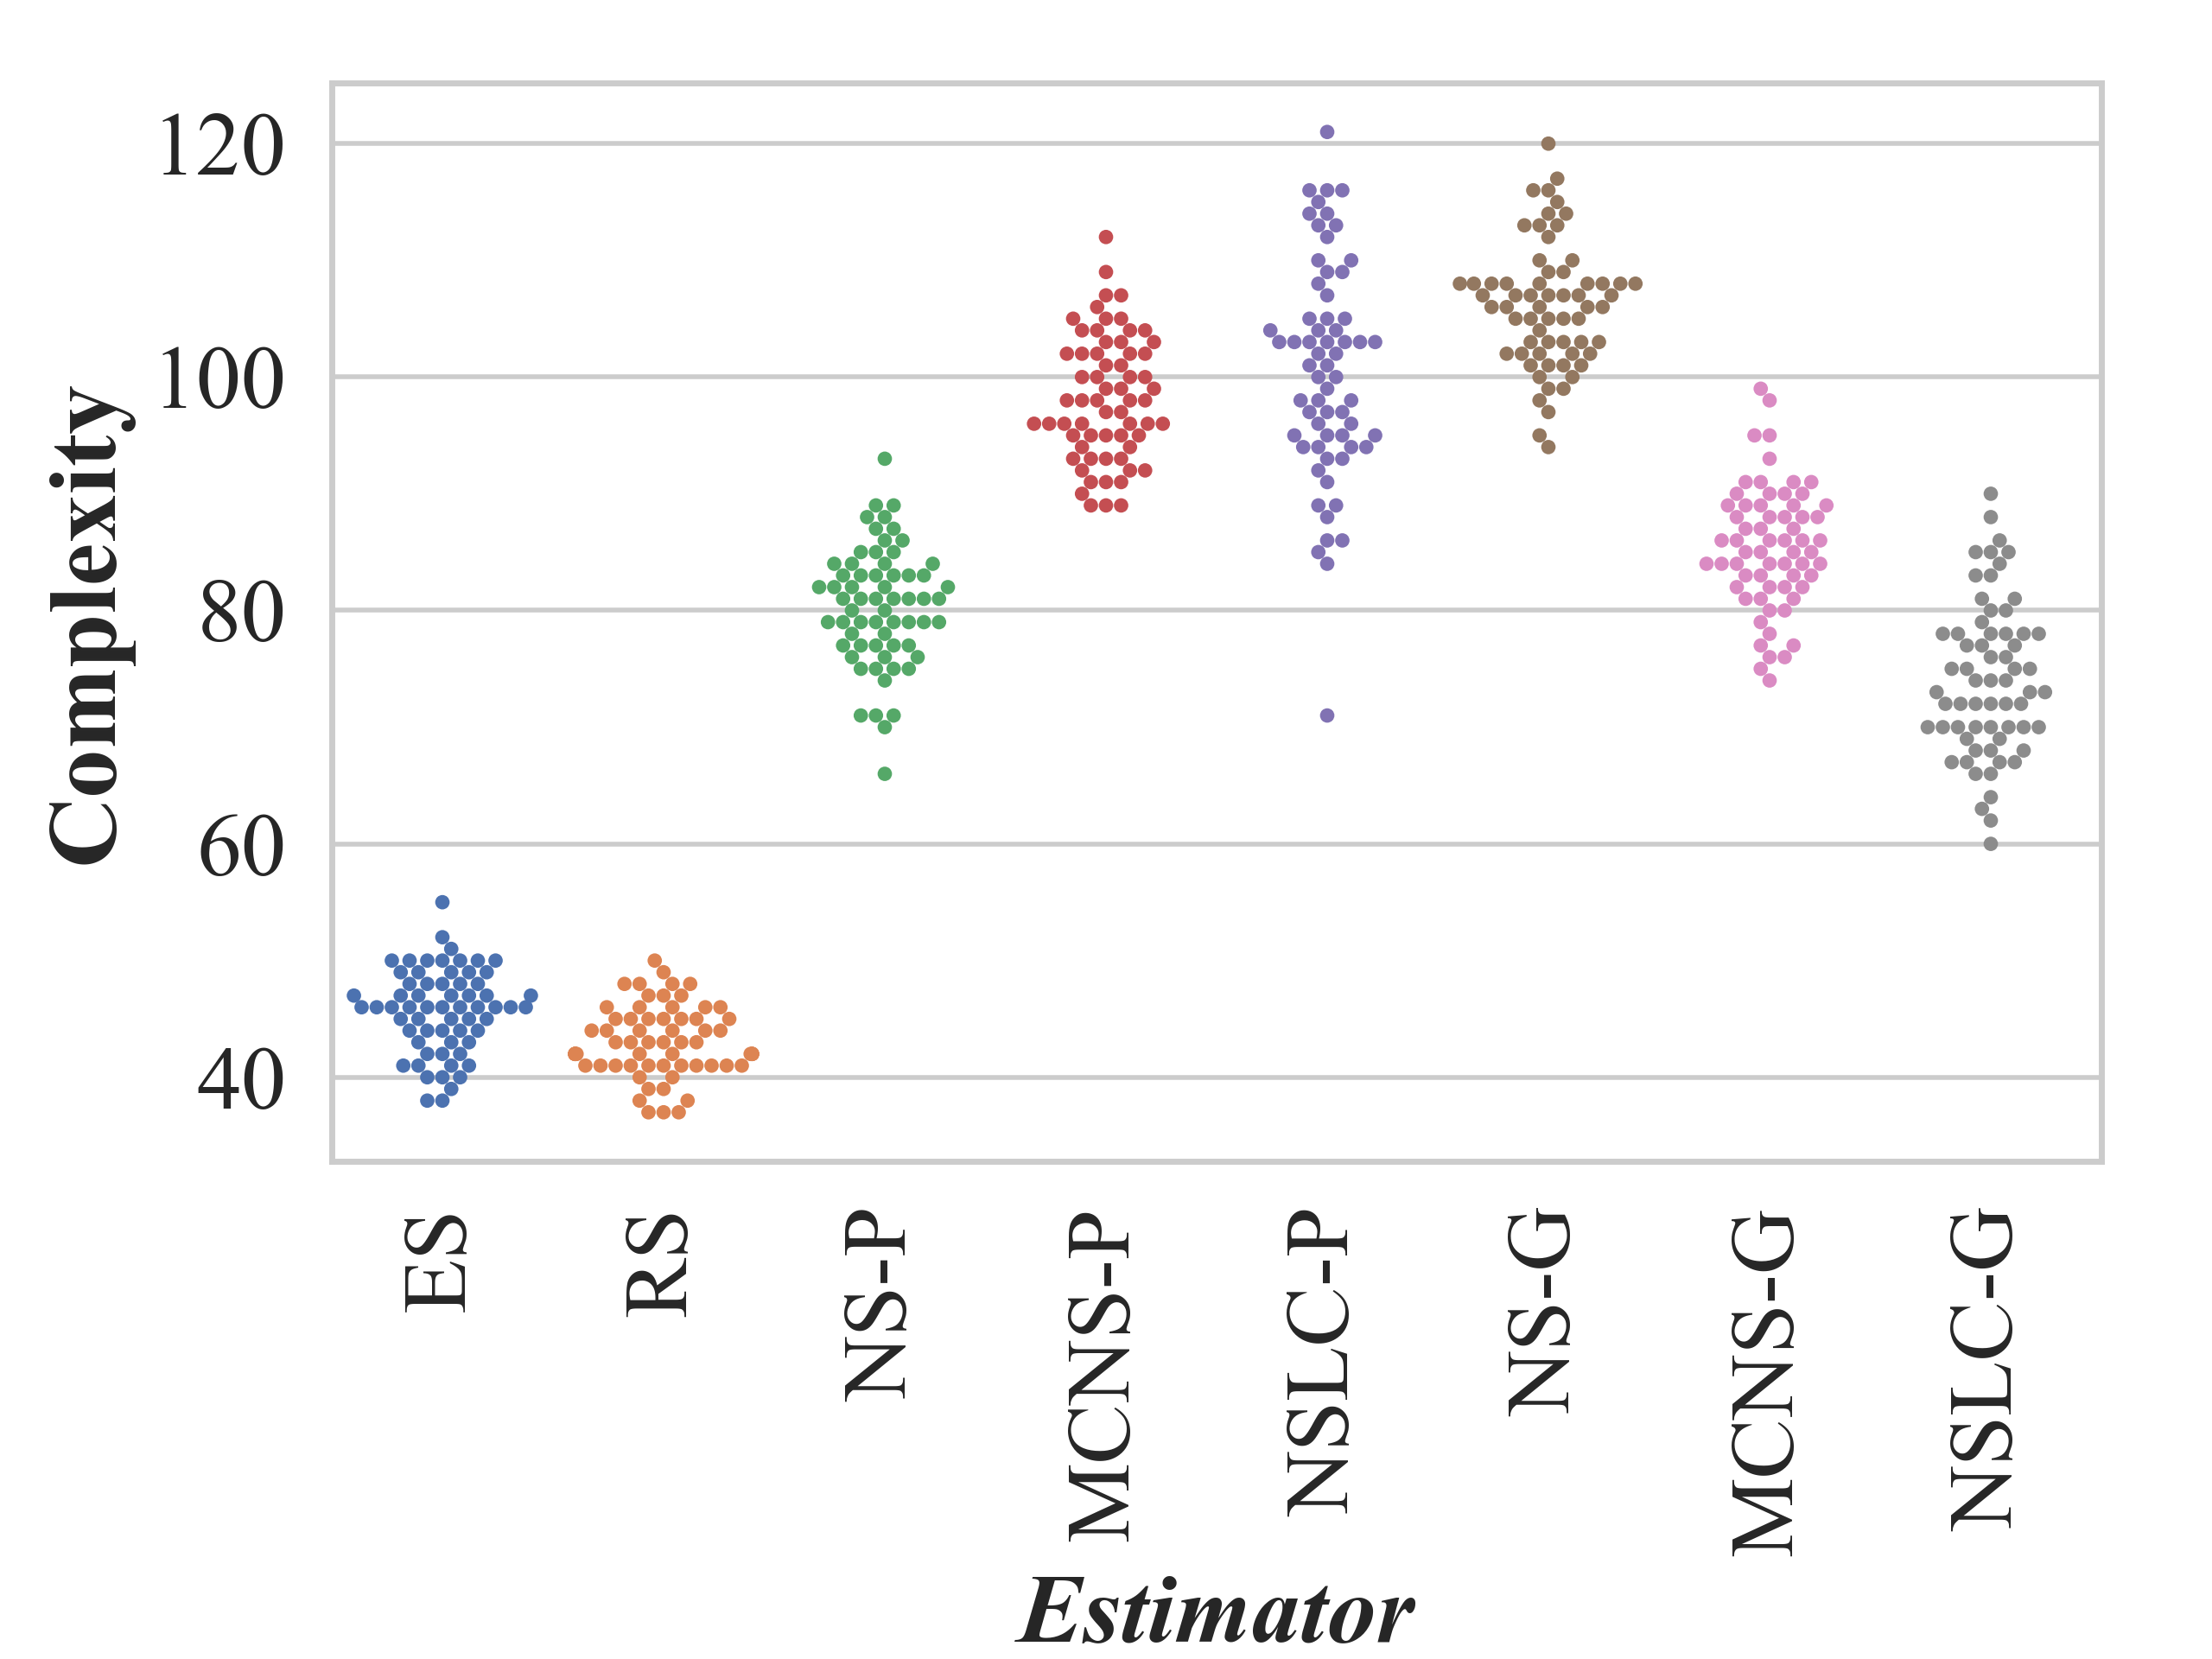 120
100
80
60
40
Complexity
ES
RS
NS-P
MCNS-P
NSLC-P
NS-G
MCNS-G
NSLC-G
Estimator